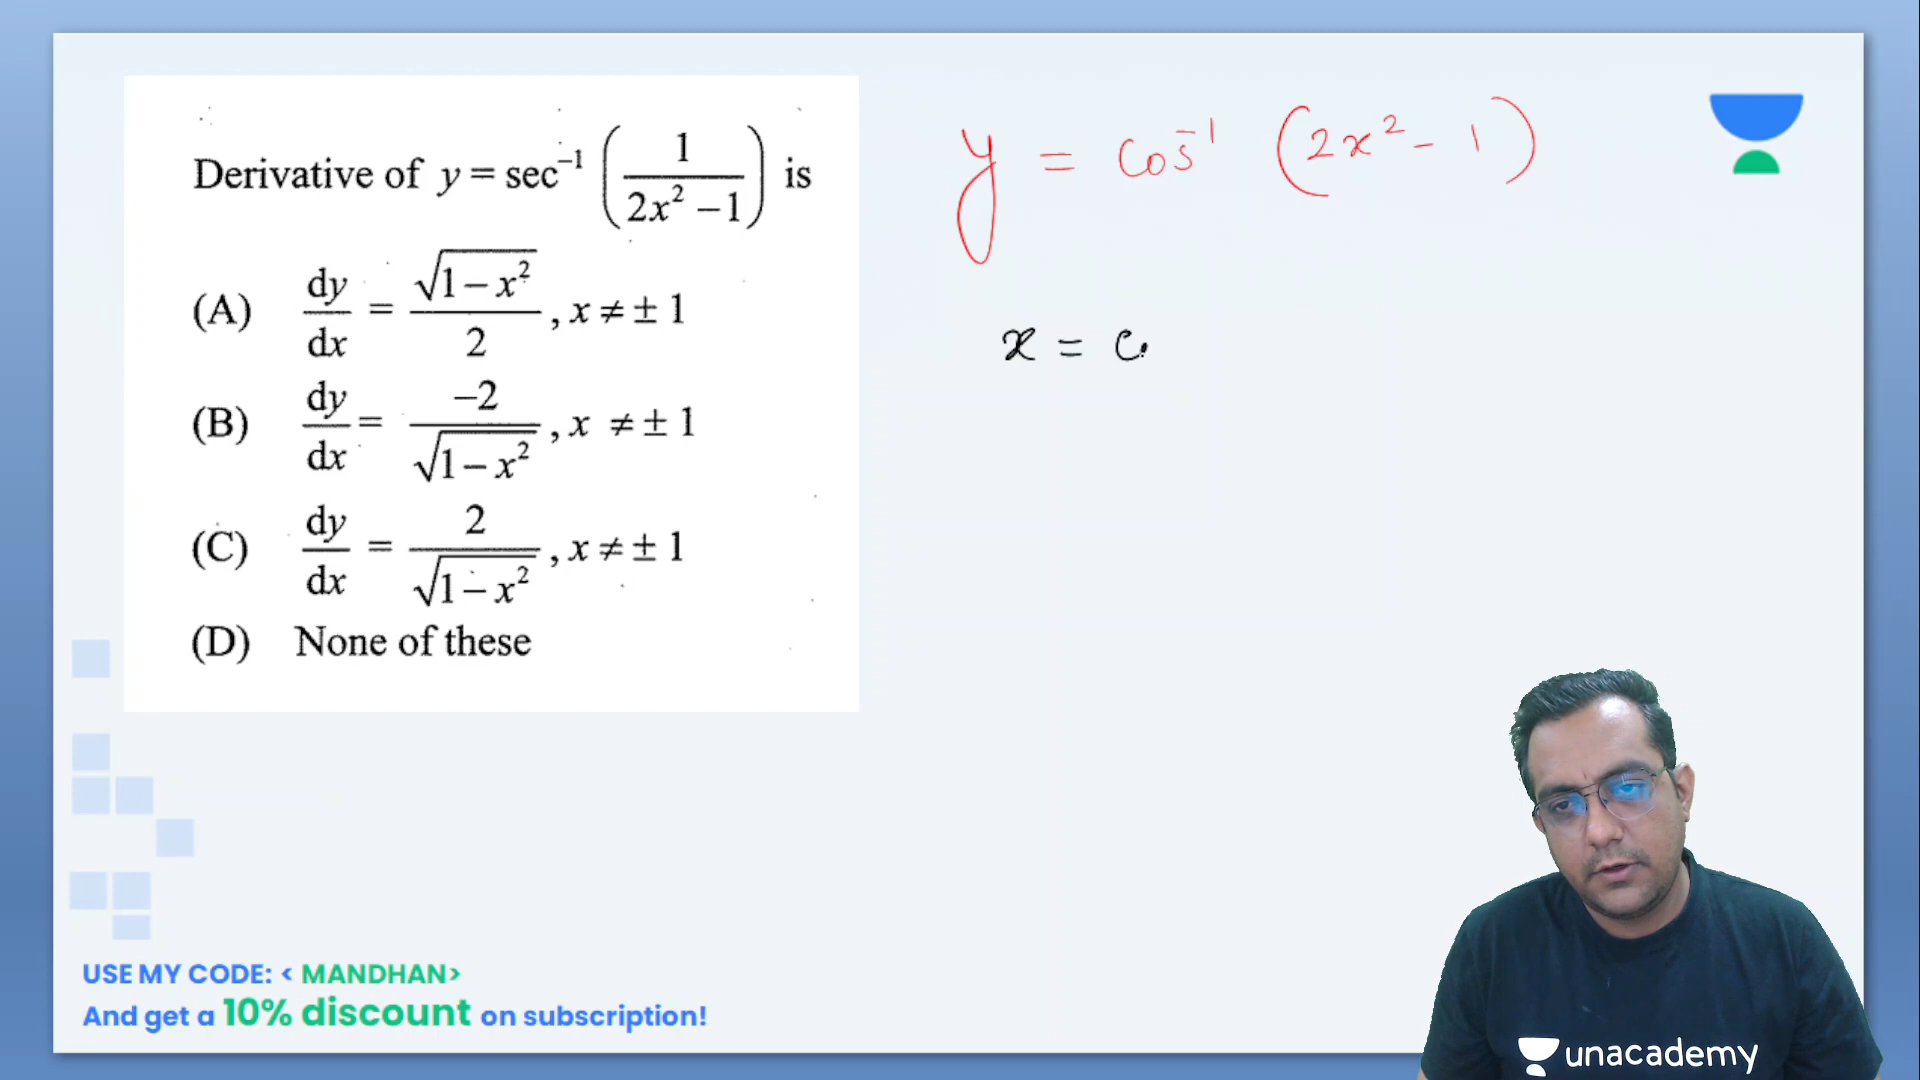 Derivative of y = sec⁻¹ (1/(2x² − 1)) is
(A) dy/dx = √(1 − x²)/2 , x ≠ ± 1
(B) dy/dx = −2/√(1 − x²) , x ≠ ± 1
(C) dy/dx = 2/√(1 − x²) , x ≠ ± 1
(D) None of these
y = cos⁻¹ (2x² − 1)
x = c
USE MY CODE: < MANDHAN>
And get a 10% discount on subscription!
unacademy